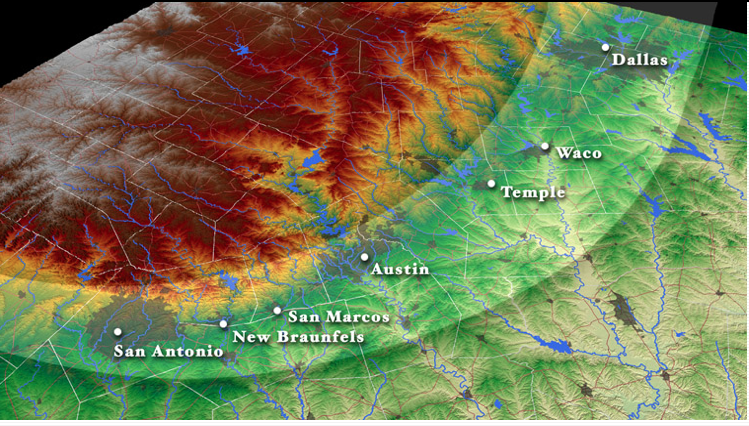 Dallas
Waco
Temple
Austin
San Marcos
New Braunfels
San Antonio